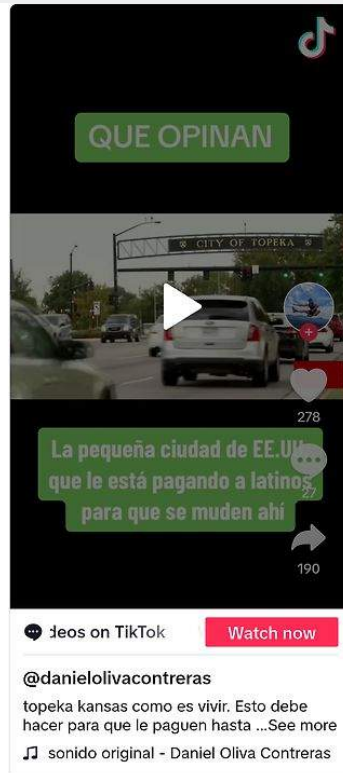 QUE OPINAN
CITY OF TOPEKA
278
La pequeña ciudad de EE.UU.
que le está pagando a latinos
para que se muden ahí
27
190
deos on TikTok
Watch now
@danielolivacontreras
topeka kansas como es vivir. Esto debe
hacer para que le paguen hasta ...See more
sonido original - Daniel Oliva Contreras